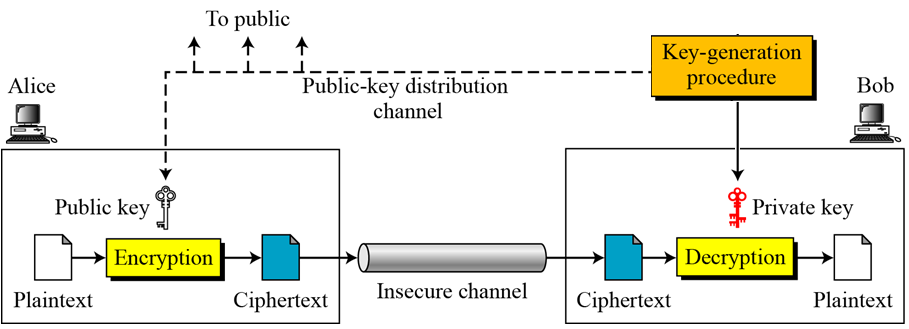 To public
Key-generation
procedure
Public-key distribution
channel
Alice
Bob
Public key
Private key
Encryption
Decryption
Plaintext
Ciphertext
Insecure channel
Ciphertext
Plaintext